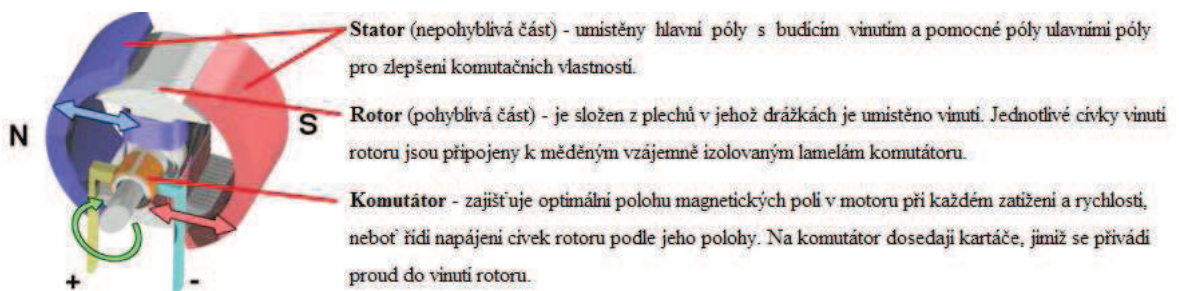 Stator (nepohyblivá část) - umistěny hlavní póly s budícím vinutím a pomocné póly ulavními póly
pro zlepšení komutačních vlastností.
Rotor (pohyblivá část) - je složen z plechů v jehož drážkách je umistěno vinutí. Jednotlivé cívky vinutí
rotoru jsou připojeny k měděným vzájemně izolovaným lamelám komutátoru.
N
S
Komutátor - zajišťuje optimální polohu magnetických polí v motoru při každém zatížení a rychlosti,
neboť řídí napájení cívek rotoru podle jeho polohy. Na komutátor dosedají kartáče, jimiž se přivádí
proud do vinutí rotoru.
+ -